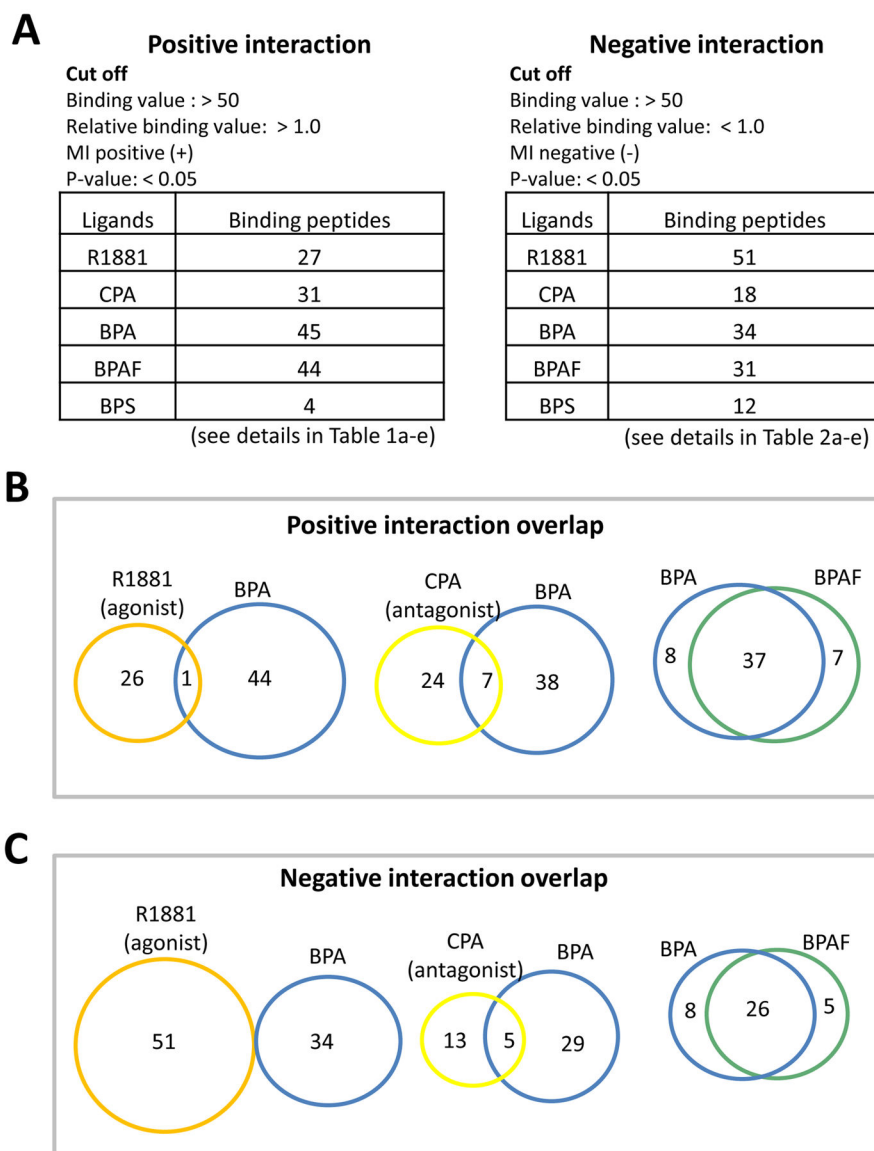 A
Positive interaction
Cut off
Binding value : > 50
Relative binding value: > 1.0
MI positive (+)
P-value: < 0.05
Ligands Binding peptides
R1881 27
CPA 31
BPA 45
BPAF 44
BPS 4
(see details in Table 1a-e)
Negative interaction
Cut off
Binding value : > 50
Relative binding value: < 1.0
MI negative (-)
P-value: < 0.05
Ligands Binding peptides
R1881 51
CPA 18
BPA 34
BPAF 31
BPS 12
(see details in Table 2a-e)
B
Positive interaction overlap
R1881
(agonist)
BPA
26 1 44
CPA
(antagonist)
BPA
24 7 38
BPA
BPAF
8 37 7
C
Negative interaction overlap
R1881
(agonist)
BPA
51 34
CPA
(antagonist)
BPA
13 5 29
BPA
BPAF
8 26 5